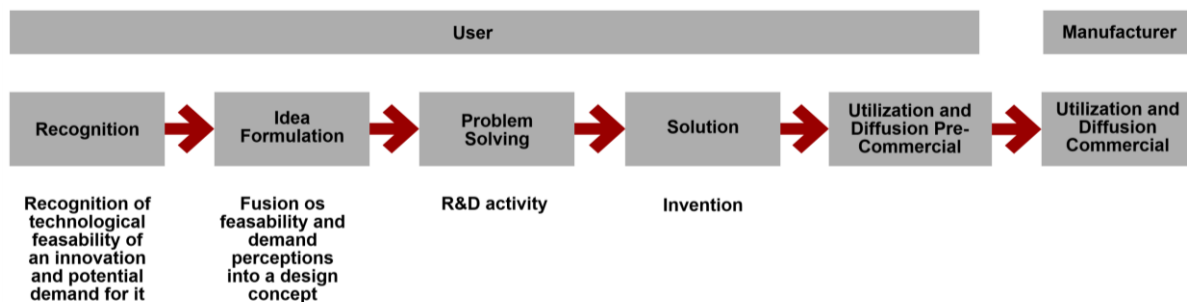 User
Manufacturer
Recognition
Idea
Formulation
Problem
Solving
Solution
Utilization and
Diffusion Pre-
Commercial
Utilization and
Diffusion
Commercial
Recognition of
technological
feasability of
an innovation
and potential
demand for it
Fusion os
feasability and
demand
perceptions
into a design
concept
R&D activity
Invention